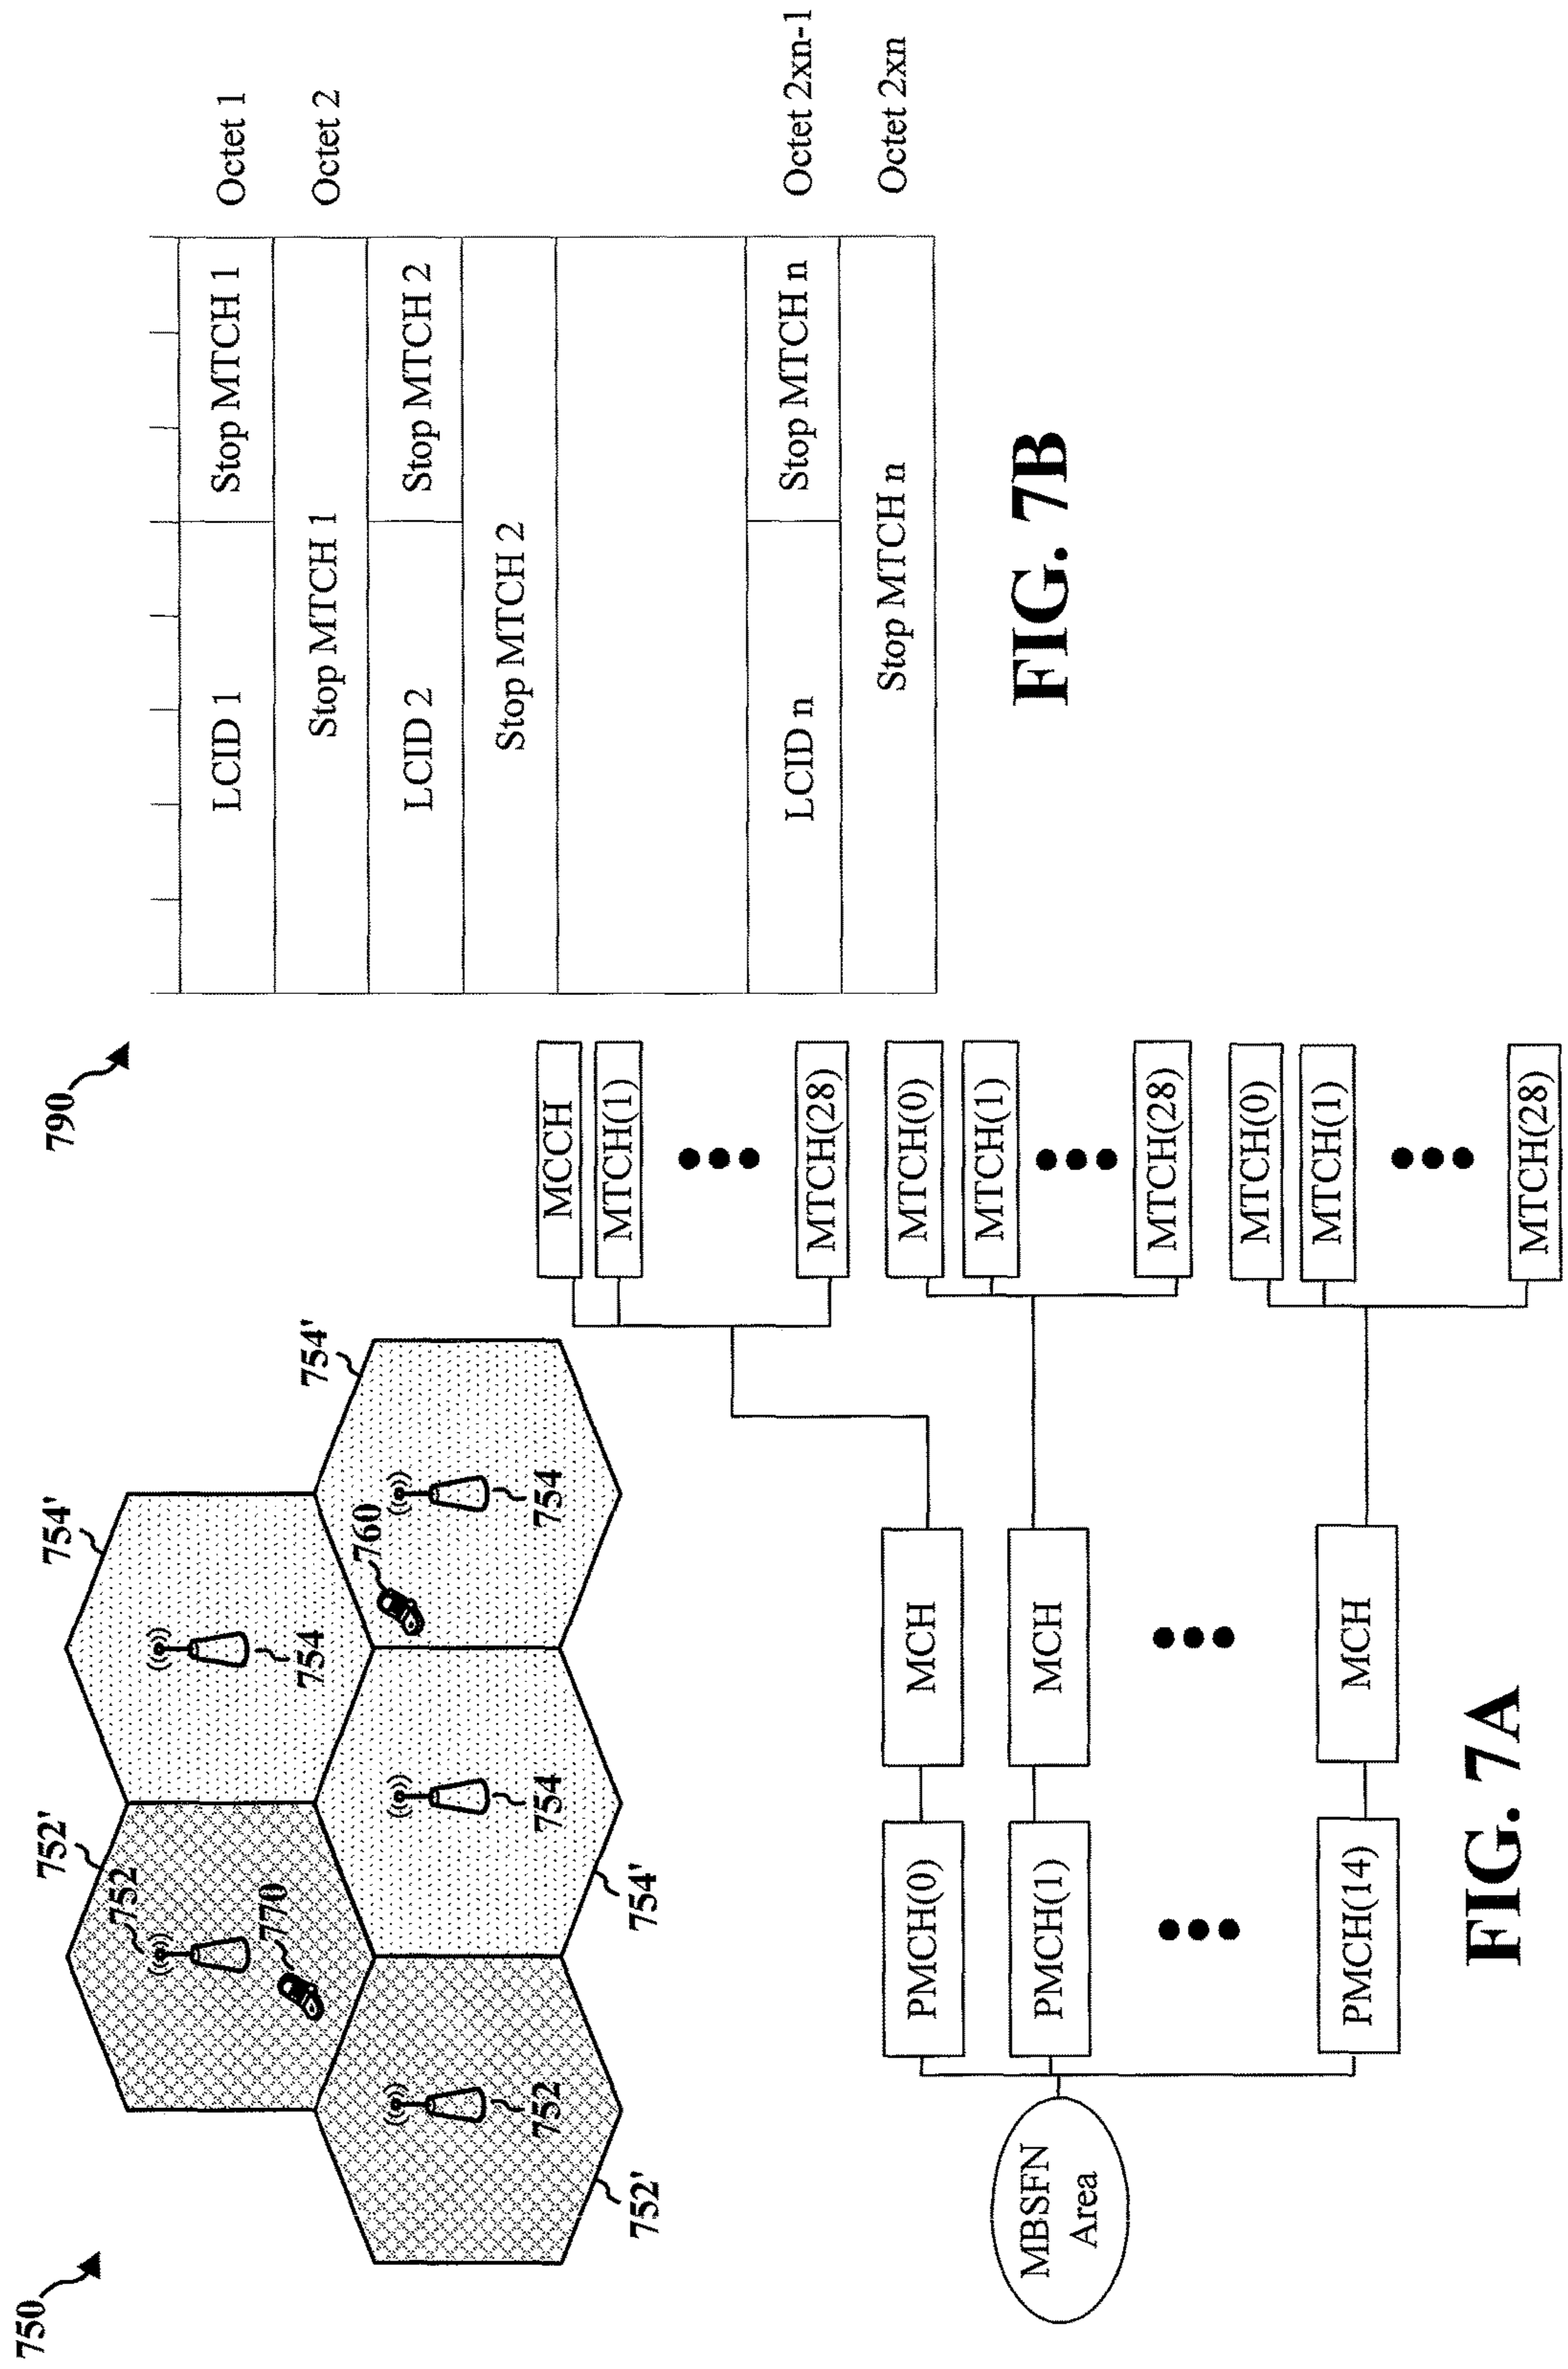 750
752'
754'
752
754
754'
770
760
752
754
754
752'
754'
MCCH
MTCH(1)
MTCH(28)
PMCH(0)
MCH
MTCH(0)
MBSFN
Area
PMCH(1)
MCH
MTCH(1)
MTCH(28)
MTCH(0)
PMCH(14)
MCH
MTCH(1)
MTCH(28)
FIG. 7A
790
LCID 1
Stop MTCH 1
Octet 1
Stop MTCH 1
Octet 2
LCID 2
Stop MTCH 2
Stop MTCH 2
LCID n
Stop MTCH n
Octet 2xn-1
Stop MTCH n
Octet 2xn
FIG. 7B